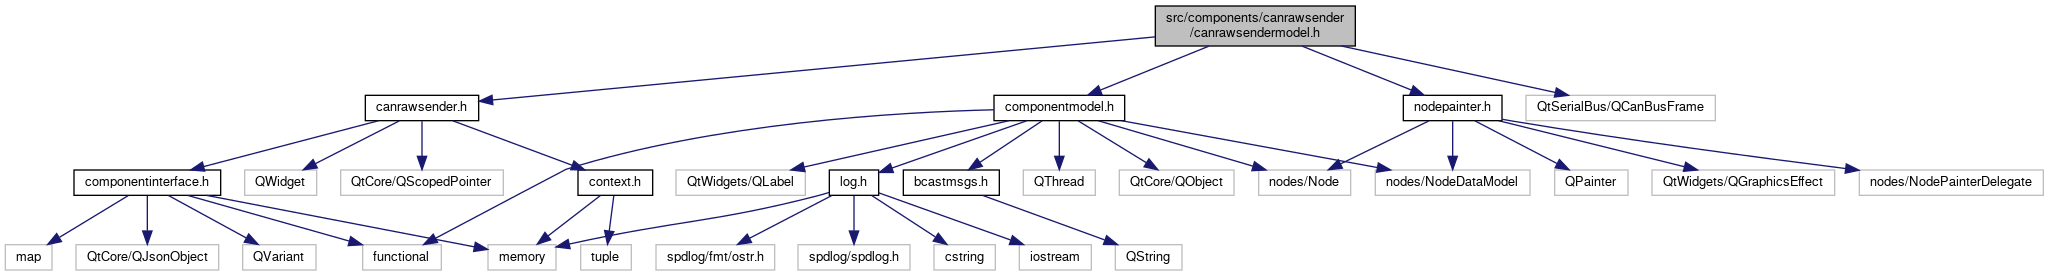 src/components/canrawsender
/canrawsendermodel.h
canrawsender.h
componentmodel.h
nodepainter.h
QtSerialBus/QCanBusFrame
componentinterface.h
QWidget
QtCore/QScopedPointer
context.h
QtWidgets/QLabel
log.h
bcastmsgs.h
QThread
QtCore/QObject
nodes/Node
nodes/NodeDataModel
QPainter
QtWidgets/QGraphicsEffect
nodes/NodePainterDelegate
map
QtCore/QJsonObject
QVariant
functional
memory
tuple
spdlog/fmt/ostr.h
spdlog/spdlog.h
cstring
iostream
QString